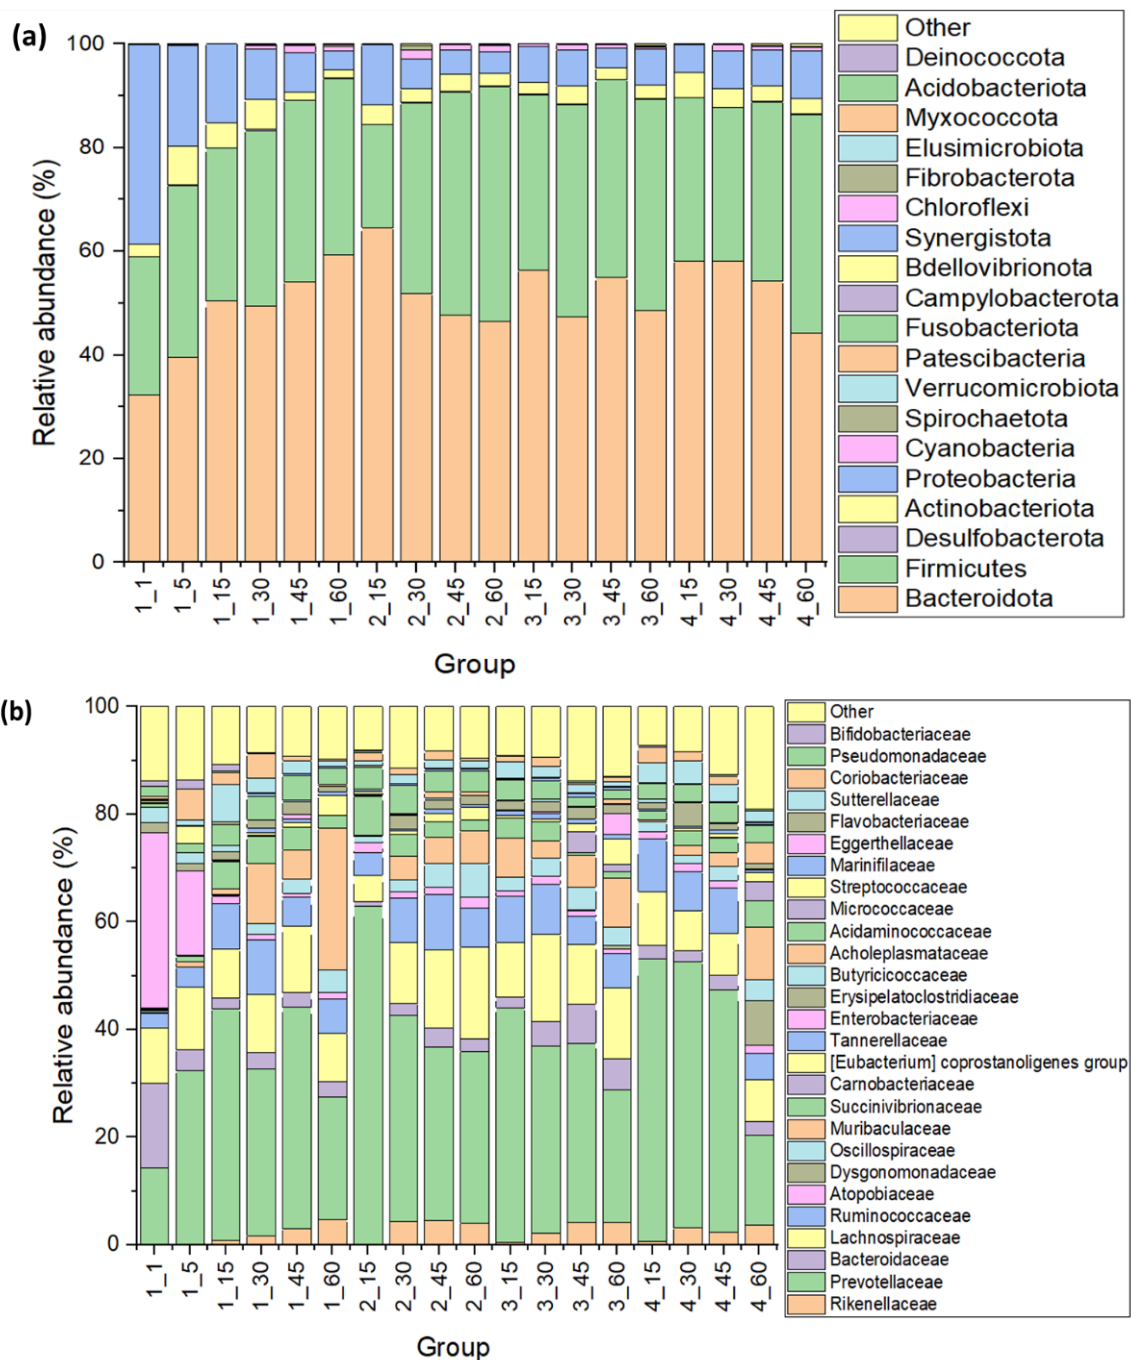 (a)
100
80
60
40
20
0
Relative abundance (%)
1_1
1_5
1_15
1_30
1_45
1_60
2_15
2_30
2_45
2_60
3_15
3_30
3_45
3_60
4_15
4_30
4_45
4_60
Group
Other
Deinococcota
Acidobacteriota
Myxococcota
Elusimicrobiota
Fibrobacterota
Chloroflexi
Synergistota
Bdellovibrionota
Campylobacterota
Fusobacteriota
Patescibacteria
Verrucomicrobiota
Spirochaetota
Cyanobacteria
Proteobacteria
Actinobacteriota
Desulfobacterota
Firmicutes
Bacteroidota
(b)
100
80
60
40
20
0
Relative abundance (%)
1_1
1_5
1_15
1_30
1_45
1_60
2_15
2_30
2_45
2_60
3_15
3_30
3_45
3_60
4_15
4_30
4_45
4_60
Group
Other
Bifidobacteriaceae
Pseudomonadaceae
Coriobacteriaceae
Sutterellaceae
Flavobacteriaceae
Eggerthellaceae
Marinifilaceae
Streptococcaceae
Micrococcaceae
Acidaminococcaceae
Acholeplasmataceae
Butyricicoccaceae
Erysipelatoclostridiaceae
Enterobacteriaceae
Tannerellaceae
[Eubacterium] coprostanoligenes group
Carnobacteriaceae
Succinivibrionaceae
Muribaculaceae
Oscillospiraceae
Dysgonomonadaceae
Atopobiaceae
Ruminococcaceae
Lachnospiraceae
Bacteroidaceae
Prevotellaceae
Rikenellaceae